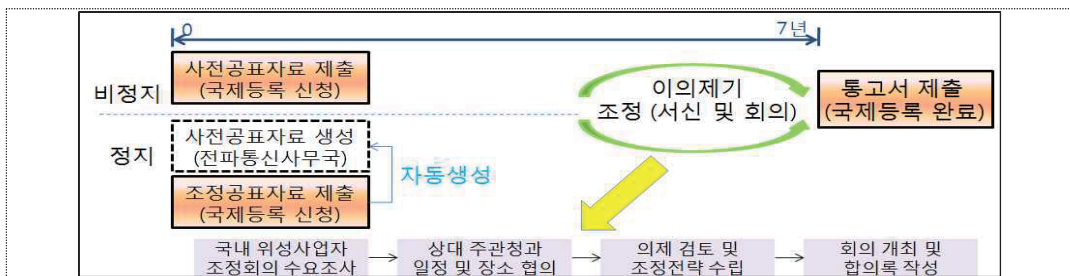 0
7년
비정지
사전공표자료 제출
(국제등록 신청)
이의제기
조정 (서신 및 회의)
통고서 제출
(국제등록 완료)
정지
사전공표자료 생성
(전파통신사무국)
자동생성
조정공표자료 제출
(국제등록 신청)
국내 위성사업자
조정회의 수요조사
상대 주관청과
일정 및 장소 협의
의제 검토 및
조정전략 수립
회의 개최 및
합의록 작성